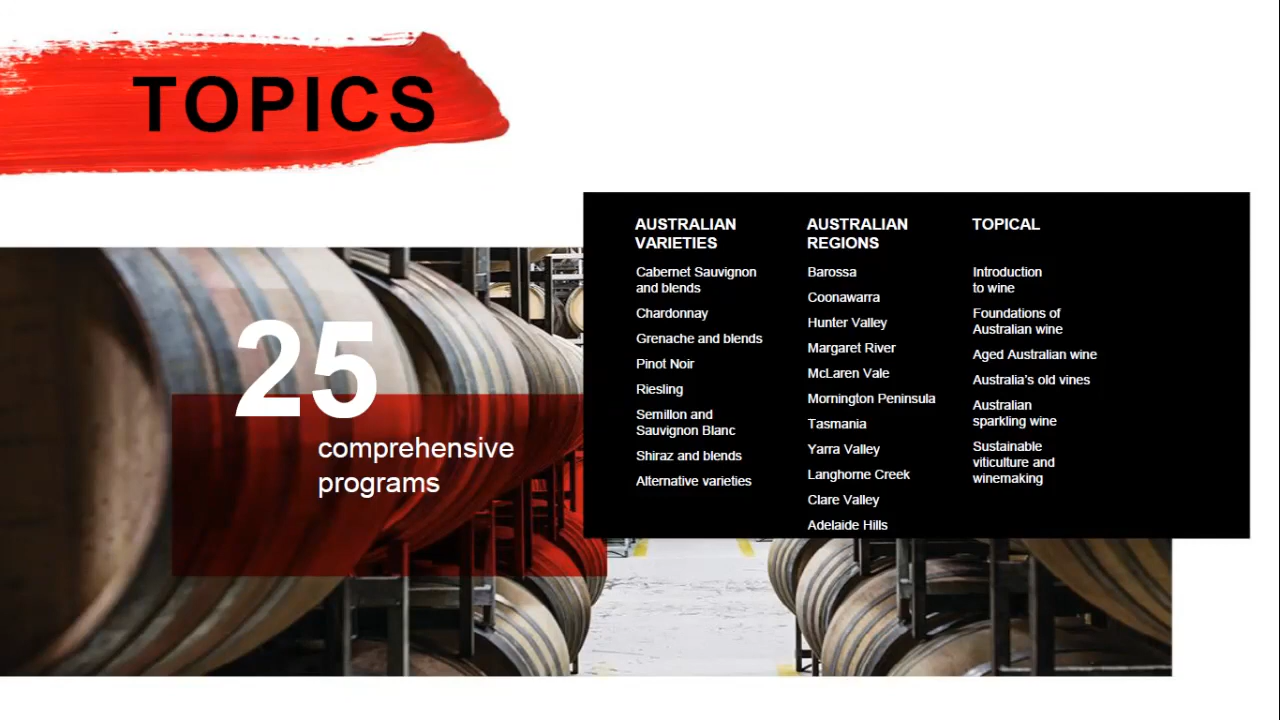 TOPICS
25
comprehensive
programs
AUSTRALIAN
VARIETIES
Cabernet Sauvignon
and blends
Chardonnay
Grenache and blends
Pinot Noir
Riesling
Semillon and
Sauvignon Blanc
Shiraz and blends
Alternative varieties
AUSTRALIAN
REGIONS
Barossa
Coonawarra
Hunter Valley
Margaret River
McLaren Vale
Mornington Peninsula
Tasmania
Yarra Valley
Langhorne Creek
Clare Valley
Adelaide Hills
TOPICAL
Introduction
to wine
Foundations of
Australian wine
Aged Australian wine
Australia's old vines
Australian
sparkling wine
Sustainable
viticulture and
winemaking